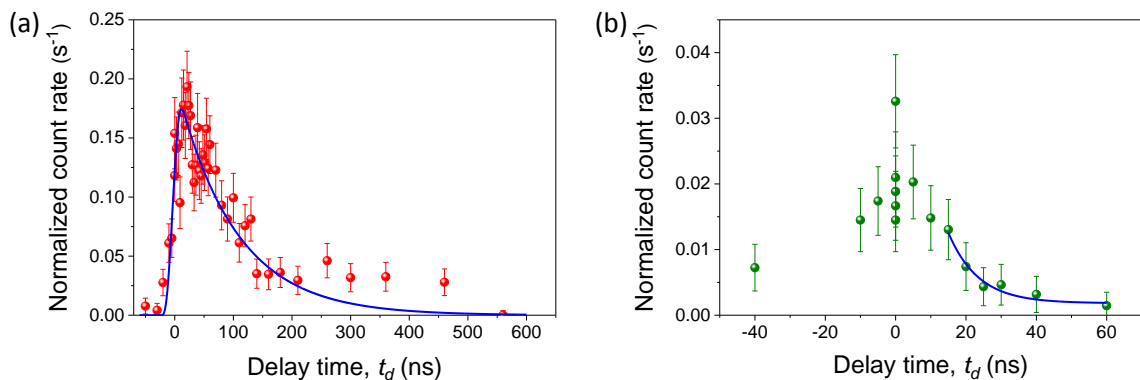 (a)
Normalized count rate (s⁻¹)
0.25
0.20
0.15
0.10
0.05
0.00
0 100 200 300 400 500 600
Delay time, t_d (ns)
(b)
Normalized count rate (s⁻¹)
0.04
0.03
0.02
0.01
0.00
-40 -20 0 20 40 60
Delay time, t_d (ns)